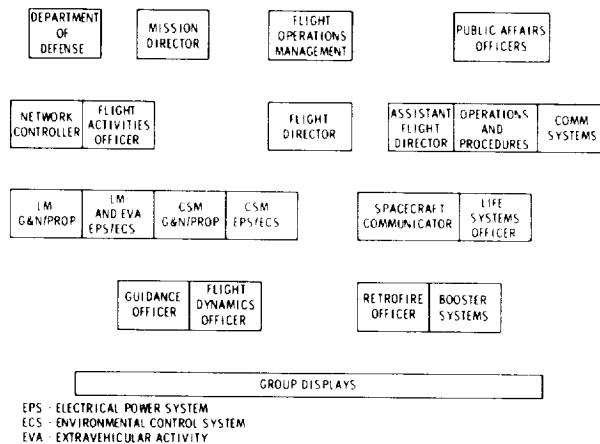 DEPARTMENT
OF
DEFENSE
MISSION
DIRECTOR
FLIGHT
OPERATIONS
MANAGEMENT
PUBLIC AFFAIRS
OFFICERS
NETWORK
CONTROLLER
FLIGHT
ACTIVITIES
OFFICER
FLIGHT
DIRECTOR
ASSISTANT
FLIGHT
DIRECTOR
OPERATIONS
AND
PROCEDURES
COMM
SYSTEMS
LM
G&N/PROP
LM
AND EVA
EPS/ECS
CSM
G&N/PROP
CSM
EPS/ECS
SPACECRAFT
COMMUNICATOR
LIFE
SYSTEMS
OFFICER
GUIDANCE
OFFICER
FLIGHT
DYNAMICS
OFFICER
RETROFIRE
OFFICER
BOOSTER
SYSTEMS
GROUP DISPLAYS
EPS - ELECTRICAL POWER SYSTEM
ECS - ENVIRONMENTAL CONTROL SYSTEM
EVA - EXTRAVEHICULAR ACTIVITY